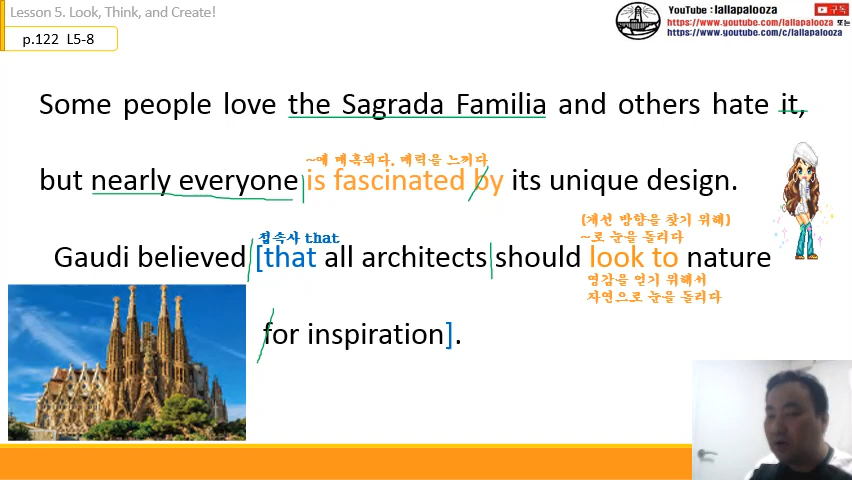 Lesson 5. Look, Think, and Create!
p.122 L5-8
YouTube : lallapalooza
구독
https://www.youtube.com/lallapalooza 또는
https://www.youtube.com/c/lallapalooza
Some people love the Sagrada Familia and others hate it,
~에 매혹되다, 매력을 느끼다
but nearly everyone is fascinated by its unique design.
(개선 방향을 찾기 위해)
접속사 that
~로 눈을 돌리다
Gaudi believed [that all architects should look to nature
영감을 얻기 위해서
자연으로 눈을 돌리다
for inspiration].